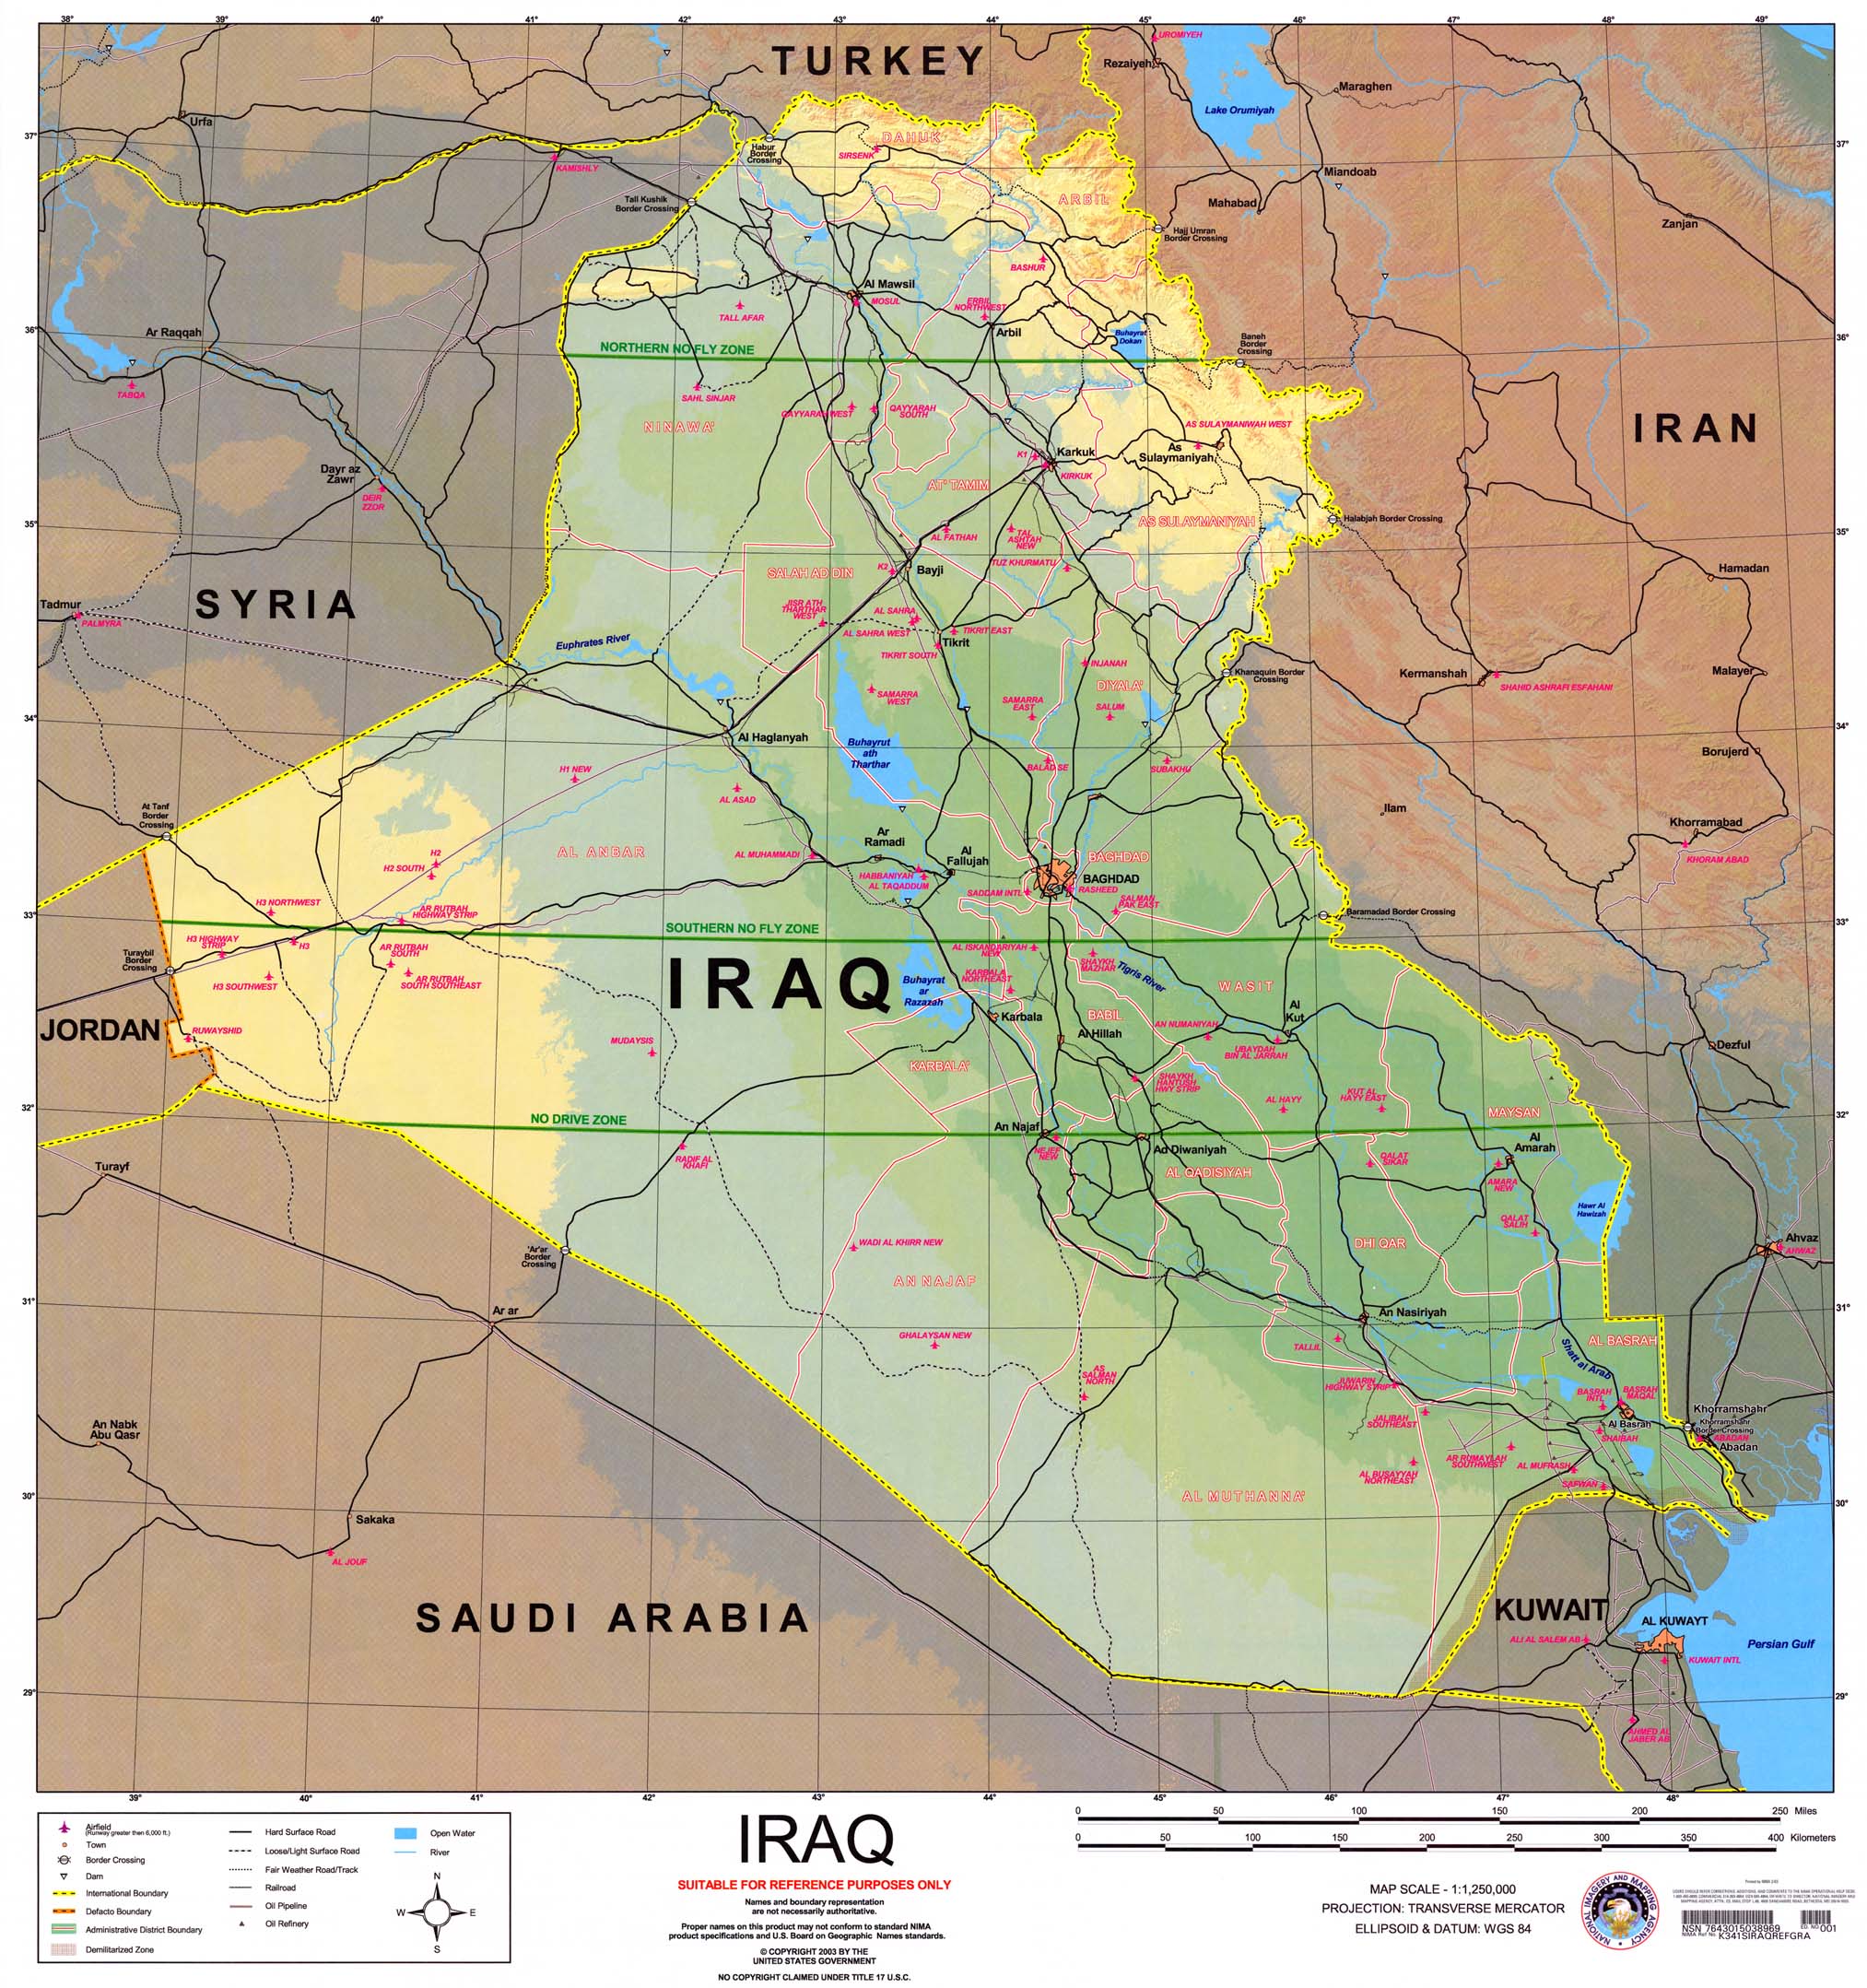 38° 39° 40° 41° 42° 43° 44° 45° 46° 47° 48° 49°
TURKEY
UROMIYEH
Rezaiyeh
Lake Orumiyah
Maraghen
Urfa
37°
37°
DAHUK
Habur
Border
Crossing
SIRSENK
KAMISHLY
Miandoab
Tall Kushik
Border Crossing
ARBIL
Mahabad
Hajj Umran
Border Crossing
Zanjan
BASHUR
Al Mawsil
MOSUL
TALL AFAR
ERBIL
NORTHWEST
Arbil
Buhayrat
Dokan
Baneh
Border
Crossing
36°
36°
Ar Raqqah
NORTHERN NO FLY ZONE
TABQA
SAHL SINJAR
QAYYARAH WEST
QAYYARAH
SOUTH
NINAWA'
AS SULAYMANIWAH WEST
IRAN
K1
Karkuk
KIRKUK
As
Sulaymaniyah
Dayr az
Zawr
DEIR
ZZDR
AT' TAMIM
AS SULAYMANIYAH
Halabjah Border Crossing
35°
35°
AL FATHAH
TAL
ASHTAH
NEW
TUZ KHURMATU
K2
Bayji
SALAH AD DIN
Hamadan
SYRIA
Tadmur
PALMYRA
JISR ATH
THARTHAR
WEST
AL SAHRA
AL SAHRA WEST
TIKRIT EAST
Tikrit
TIKRIT SOUTH
Euphrates River
INJANAH
DIYALA'
Khanaquin Border
Crossing
Kermanshah
SHAHID ASHRAFI ESFAHANI
Malayer
SAMARRA
WEST
SAMARRA
EAST
SALUM
34°
34°
Al Haglanyah
Buhayrut
ath
Tharthar
Borujerd
H1 NEW
AL ASAD
BALAD SE
SUBAKHU
At Tanf
Border
Crossing
Ilam
Khorramabad
KHORAM ABAD
Ar
Ramadi
Al
Fallujah
AL ANBAR
AL MUHAMMADI
H2
H2 SOUTH
HABBANIYAH
AL TAQADDUM
BAGHDAD
BAGHDAD
SADDAM INTL
RASHEED
SALMAN
PAK EAST
H3 NORTHWEST
AR RUTBAH
HIGHWAY STRIP
Baramadad Border Crossing
33°
33°
SOUTHERN NO FLY ZONE
H3 HIGHWAY
STRIP
H3
AR RUTBAH
SOUTH
Turaybil
Border
Crossing
H3 SOUTHWEST
AR RUTBAH
SOUTH SOUTHEAST
IRAQ
AL ISKANDARIYAH
NEW
SHAYKH
MAZHAR
Tigris River
KARBALA
NORTHEAST
Buhayrat
ar
Razazah
WASIT
Al
Kut
Karbala
BABIL
Al Hillah
AN NUMANIYAH
UBAYDAH
BIN AL JARRAH
JORDAN
RUWAYSHID
MUDAYSIS
KARBALA'
Dezful
SHAYKH
HANTUSH
HWY STRIP
AL HAYY
KUT AL
HAYY EAST
32°
32°
NO DRIVE ZONE
MAYSAN
An Najaf
NEJEF
NEW
Ad Diwaniyah
AL QADISIYAH
QALAT
SIKAR
Al
Amarah
AMARA
NEW
RADIF AL
KHAFI
Turayf
Hawr Al
Hawizah
QALAT
SALIH
DHI QAR
Ahvaz
AHWAZ
WADI AL KHIRR NEW
'Ar'ar
Border
Crossing
AN NAJAF
31°
31°
Ar ar
An Nasiriyah
GHALAYSAN NEW
TALLIL
AL BASRAH
Shatt al Arab
AS
SALMAN
NORTH
JUWARIN
HIGHWAY STRIP
BASRAH
INTL
BASRAH
MAQAL
JALIBAH
SOUTHEAST
Al Basrah
SHAIBAH
Khorramshahr
Khorramshahr
Border Crossing
ABADAN
Abadan
An Nabk
Abu Qasr
AR RUMAYLAH
SOUTHWEST
AL MUFRASH
AL BUSAYYAH
NORTHEAST
SAFWAN
AL MUTHANNA'
30°
30°
Sakaka
AL JOUF
SAUDI ARABIA
KUWAIT
AL KUWAYT
ALI AL SALEM AB
KUWAIT INTL
Persian Gulf
29°
29°
AHMED AL
JABER AB
39° 40° 41° 42° 43° 44° 45° 46° 47° 48°
Airfield
(Runway greater then 6,000 ft.)
Town
Border Crossing
Dam
International Boundary
Defacto Boundary
Administrative District Boundary
Demilitarized Zone
Hard Surface Road
Loose/Light Surface Road
Fair Weather Road/Track
Railroad
Oil Pipeline
Oil Refinery
Open Water
River
N
W E
S
IRAQ
SUITABLE FOR REFERENCE PURPOSES ONLY
Names and boundary representation
are not necessarily authoritative.
Proper names on this product may not conform to standard NIMA
product specifications and U.S. Board on Geographic Names standards.
© COPYRIGHT 2003 BY THE
UNITED STATES GOVERNMENT
NO COPYRIGHT CLAIMED UNDER TITLE 17 U.S.C.
0 50 100 150 200 250 Miles
0 50 100 150 200 250 300 350 400 Kilometers
MAP SCALE - 1:1,250,000
PROJECTION: TRANSVERSE MERCATOR
ELLIPSOID & DATUM: WGS 84
NATIONAL IMAGERY AND MAPPING AGENCY
NSN 7643015038969
ED. NO 001
NIMA Ref No. K341SIRAQREFGRA